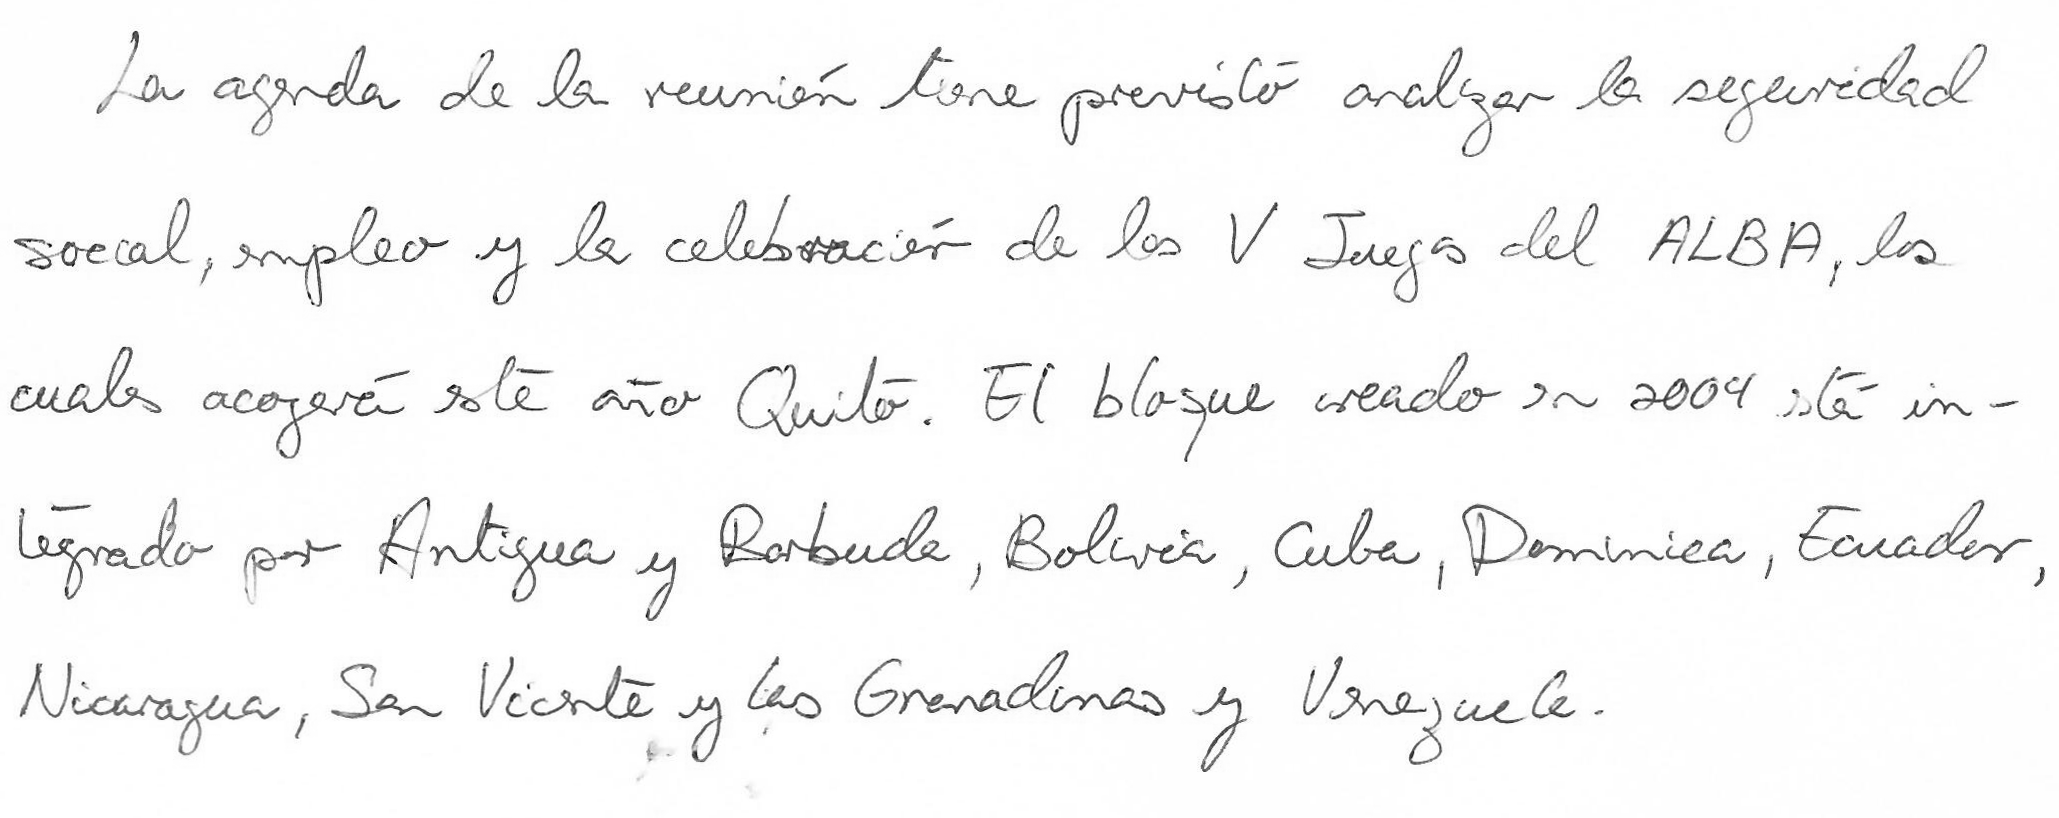 La agenda de la reunión tiene previsto analizar la seguridad
social, empleo y la celebración de los V Juegos del ALBA, los
cuales acogerá este año Quito. El bloque creado en 2004 está in-
tegrado por Antigua y Barbuda, Bolivia, Cuba, Dominica, Ecuador,
Nicaragua, San Vicente y las Granadinas y Venezuela.